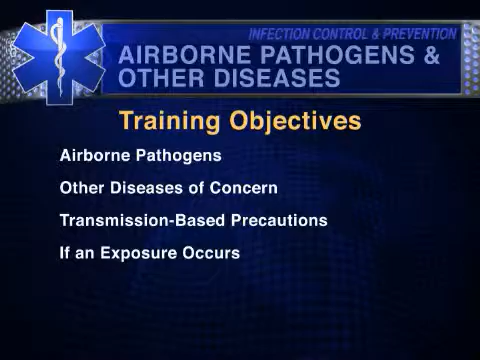 INFECTION CONTROL & PREVENTION
AIRBORNE PATHOGENS &
OTHER DISEASES
Training Objectives
Airborne Pathogens
Other Diseases of Concern
Transmission-Based Precautions
If an Exposure Occurs